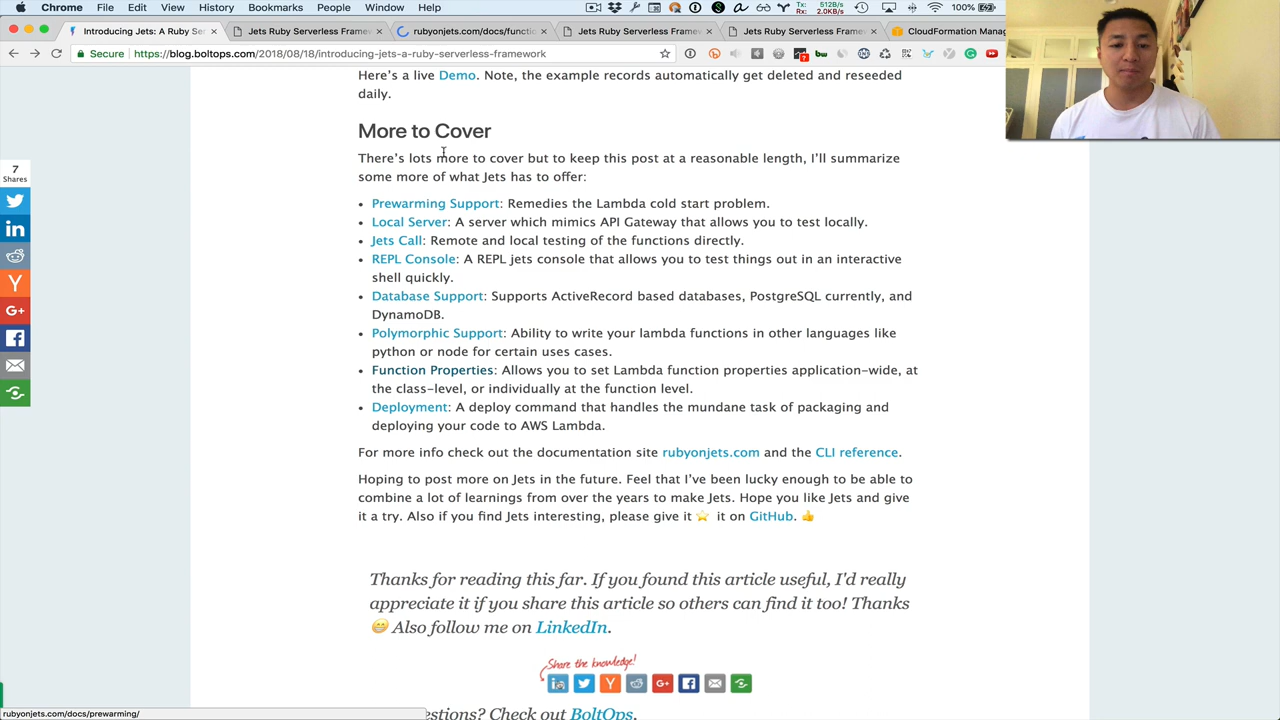 Chrome File Edit View History Bookmarks People Window Help
Tx: 512B/s
Rx: 2.0KB/s
100%
Introducing Jets: A Ruby Ser
Jets Ruby Serverless Framew
rubyonjets.com/docs/functi
Jets Ruby Serverless Framew
Jets Ruby Serverless Framew
CloudFormation Mana
Secure https://blog.boltops.com/2018/08/18/introducing-jets-a-ruby-serverless-framework
Here's a live Demo. Note, the example records automatically get deleted and reseeded
daily.
More to Cover
There's lots more to cover but to keep this post at a reasonable length, I'll summarize
some more of what Jets has to offer:
• Prewarming Support: Remedies the Lambda cold start problem.
• Local Server: A server which mimics API Gateway that allows you to test locally.
• Jets Call: Remote and local testing of the functions directly.
• REPL Console: A REPL jets console that allows you to test things out in an interactive
shell quickly.
• Database Support: Supports ActiveRecord based databases, PostgreSQL currently, and
DynamoDB.
• Polymorphic Support: Ability to write your lambda functions in other languages like
python or node for certain uses cases.
• Function Properties: Allows you to set Lambda function properties application-wide, at
the class-level, or individually at the function level.
• Deployment: A deploy command that handles the mundane task of packaging and
deploying your code to AWS Lambda.
For more info check out the documentation site rubyonjets.com and the CLI reference.
Hoping to post more on Jets in the future. Feel that I've been lucky enough to be able to
combine a lot of learnings from over the years to make Jets. Hope you like Jets and give
it a try. Also if you find Jets interesting, please give it ⭐ it on GitHub. 👍
Thanks for reading this far. If you found this article useful, I'd really
appreciate it if you share this article so others can find it too! Thanks
😁 Also follow me on LinkedIn.
Share the knowledge!
estions? Check out BoltOps.
7
Shares
rubyonjets.com/docs/prewarming/